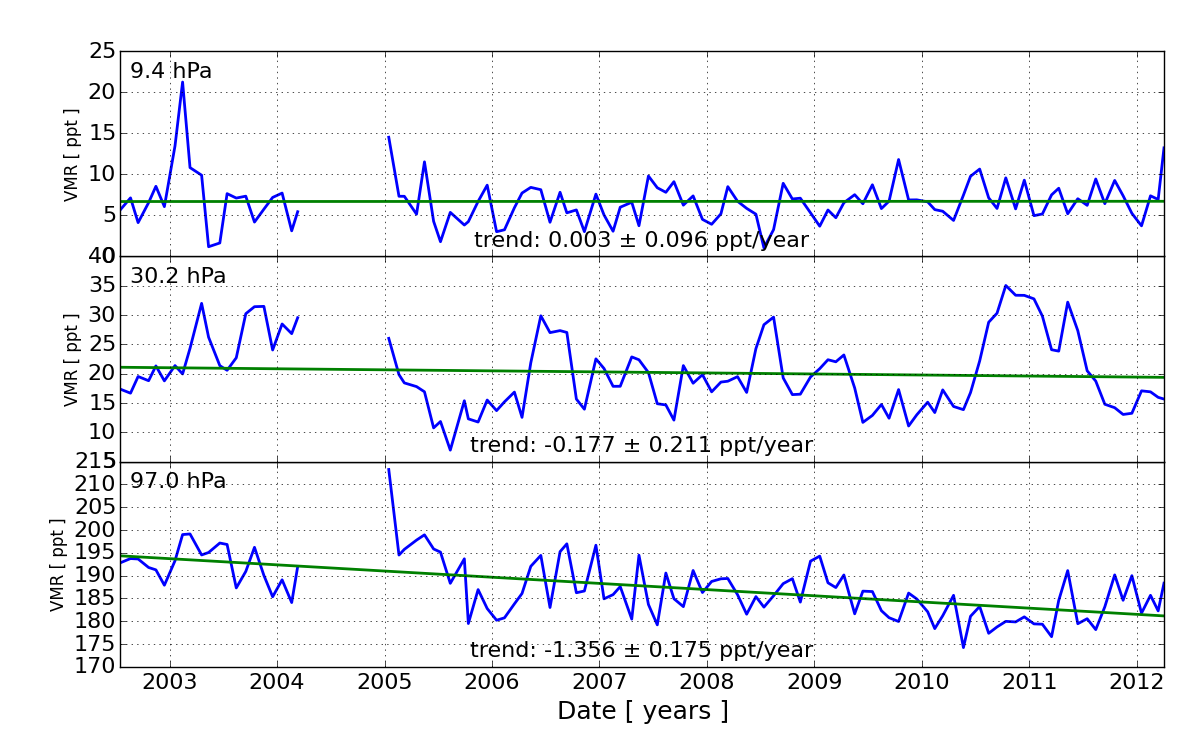 25
9.4 hPa
20
15
10
5
0
VMR [ ppt ]
trend: 0.003 ± 0.096 ppt/year
40
30.2 hPa
35
30
25
20
15
10
5
VMR [ ppt ]
trend: -0.177 ± 0.211 ppt/year
215
97.0 hPa
210
205
200
195
190
185
180
175
170
VMR [ ppt ]
trend: -1.356 ± 0.175 ppt/year
2003 2004 2005 2006 2007 2008 2009 2010 2011 2012
Date [ years ]